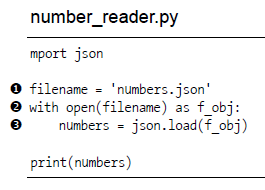 number_reader.py
mport json
❶ filename = 'numbers.json'
❷ with open(filename) as f_obj:
❸     numbers = json.load(f_obj)
print(numbers)